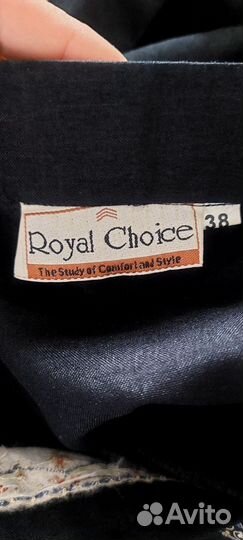 Royal Choice 38
The Study of Comfort and Style
Avito